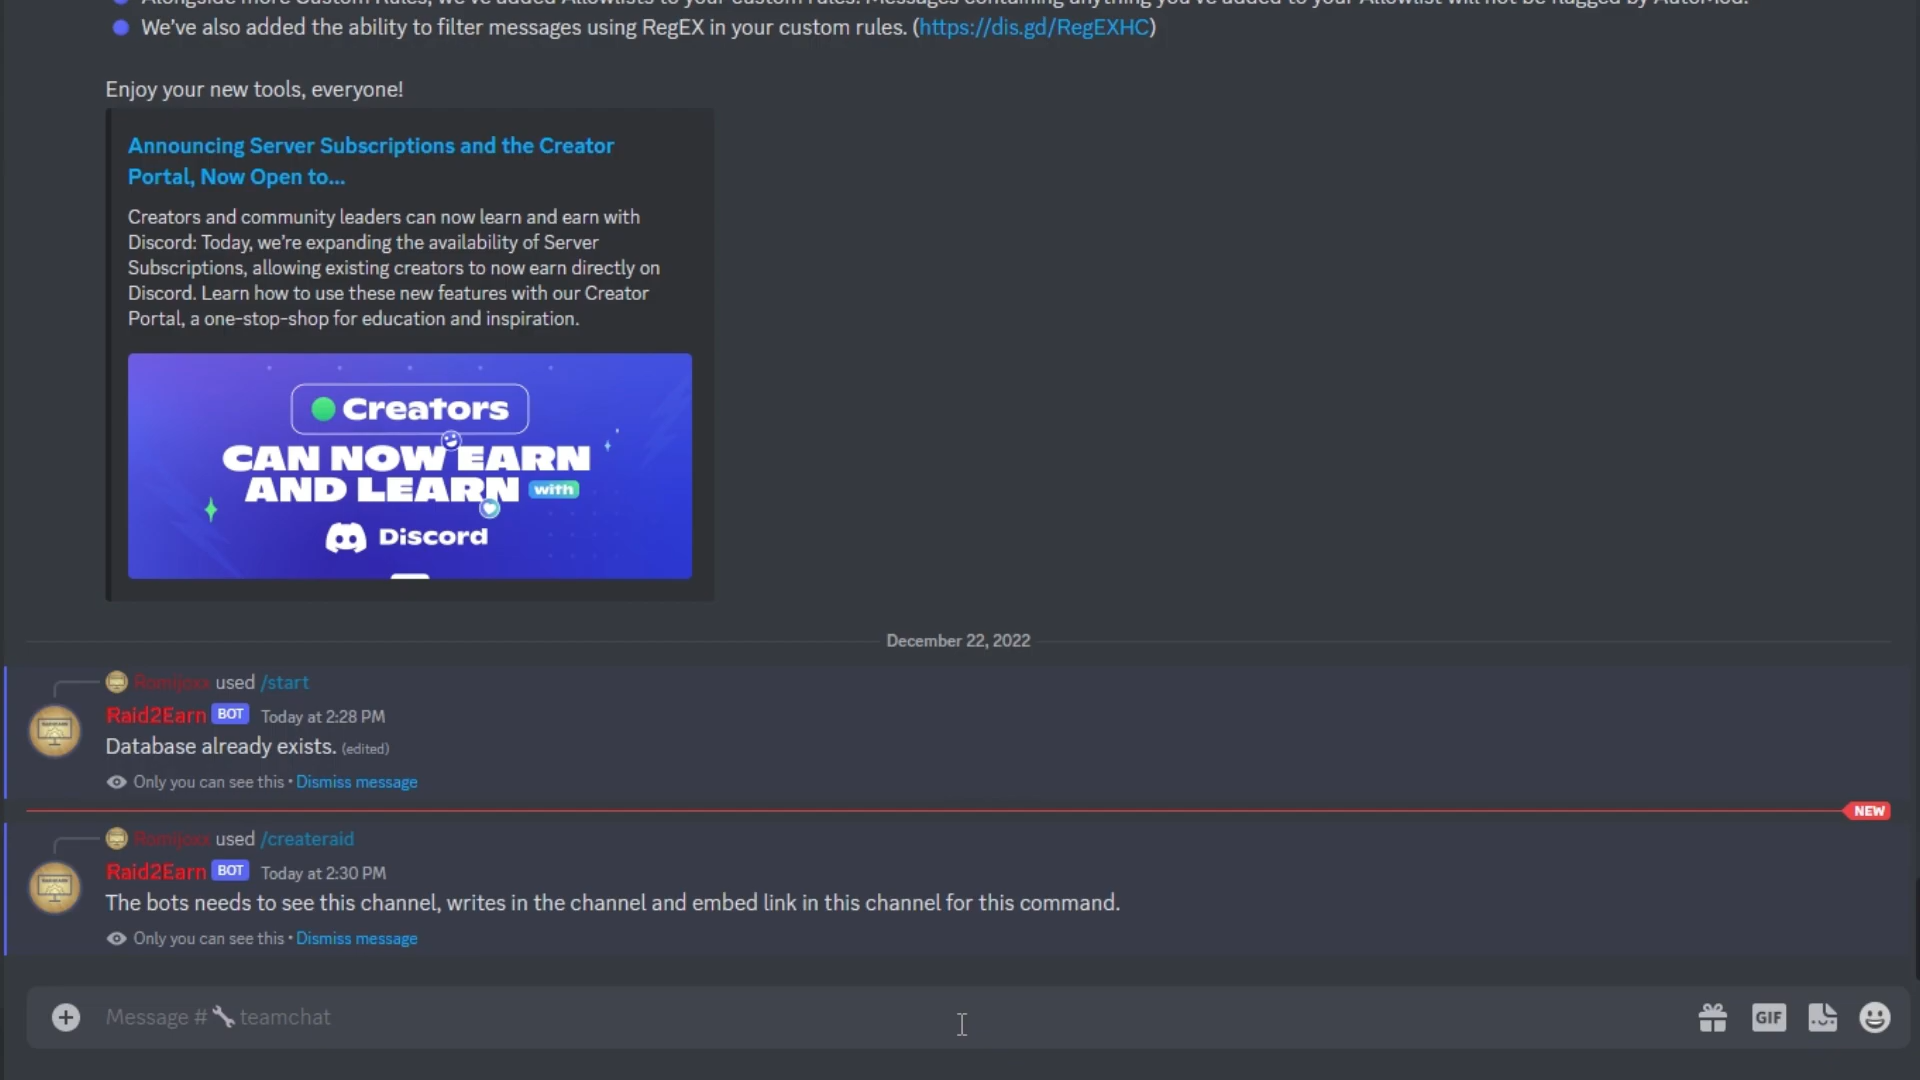 We've also added the ability to filter messages using RegEX in your custom rules. (https://dis.gd/RegEXHC)
Enjoy your new tools, everyone!
Announcing Server Subscriptions and the Creator
Portal, Now Open to...
Creators and community leaders can now learn and earn with
Discord: Today, we're expanding the availability of Server
Subscriptions, allowing existing creators to now earn directly on
Discord. Learn how to use these new features with our Creator
Portal, a one-stop-shop for education and inspiration.
Creators
CAN NOW EARN
AND LEARN with
Discord
December 22, 2022
Romijoxx used /start
Raid2Earn BOT Today at 2:28 PM
Database already exists. (edited)
Only you can see this • Dismiss message
NEW
Romijoxx used /createraid
Raid2Earn BOT Today at 2:30 PM
The bots needs to see this channel, writes in the channel and embed link in this channel for this command.
Only you can see this • Dismiss message
Message # teamchat
GIF